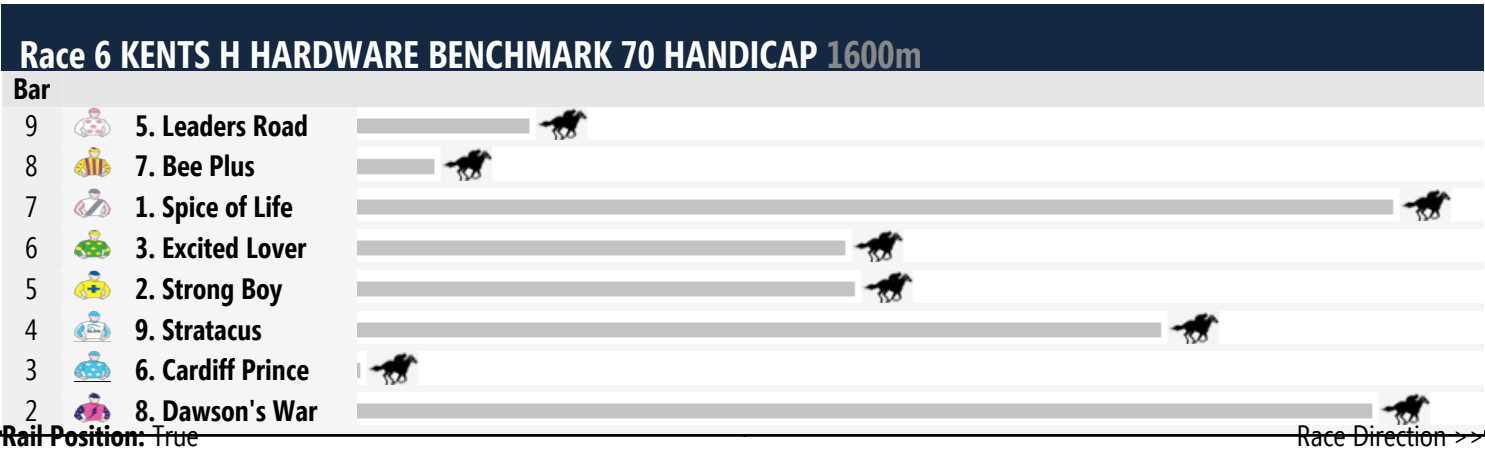 Race 6 KENTS H HARDWARE BENCHMARK 70 HANDICAP 1600m
Bar
9 5. Leaders Road
8 7. Bee Plus
7 1. Spice of Life
6 3. Excited Lover
5 2. Strong Boy
4 9. Stratacus
3 6. Cardiff Prince
2 8. Dawson's War
Rail Position: True Race Direction >>